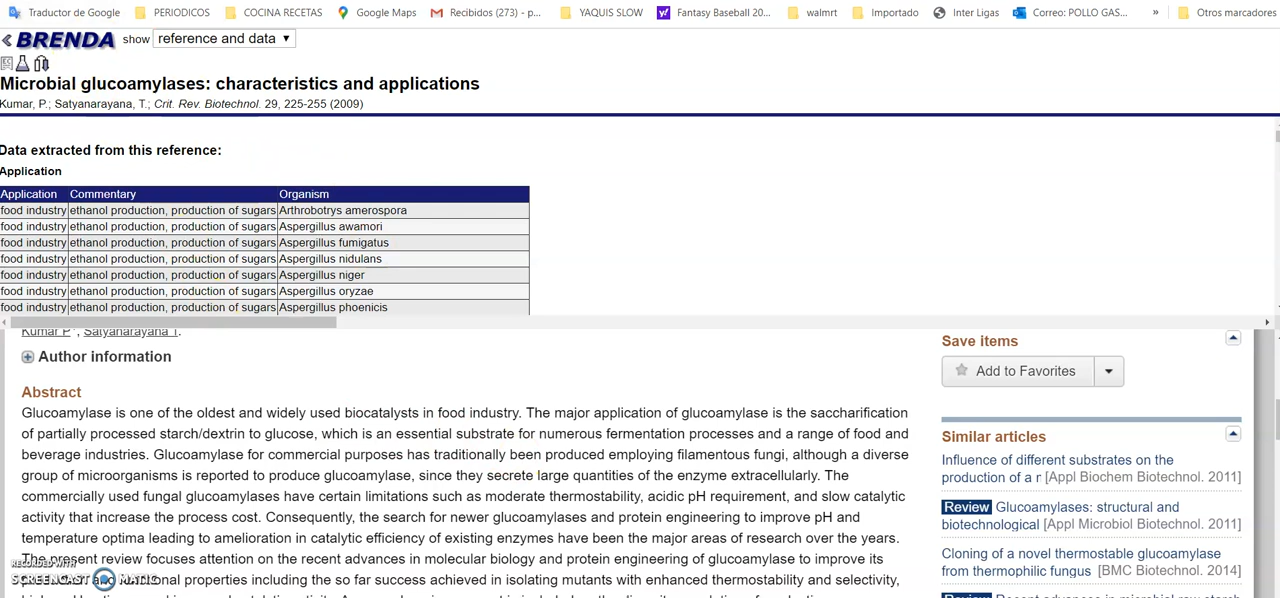 Traductor de Google PERIODICOS COCINA RECETAS Google Maps Recibidos (273) - p... YAQUIS SLOW Fantasy Baseball 20... walmrt Importado Inter Ligas Correo: POLLO GAS... » Otros marcadores
BRENDA show reference and data
Microbial glucoamylases: characteristics and applications
Kumar, P.; Satyanarayana, T.; Crit. Rev. Biotechnol. 29, 225-255 (2009)
Data extracted from this reference:
Application
Application Commentary Organism
food industry ethanol production, production of sugars Arthrobotrys amerospora
food industry ethanol production, production of sugars Aspergillus awamori
food industry ethanol production, production of sugars Aspergillus fumigatus
food industry ethanol production, production of sugars Aspergillus nidulans
food industry ethanol production, production of sugars Aspergillus niger
food industry ethanol production, production of sugars Aspergillus oryzae
food industry ethanol production, production of sugars Aspergillus phoenicis
Kumar P, Satyanarayana T.
Author information
Abstract
Glucoamylase is one of the oldest and widely used biocatalysts in food industry. The major application of glucoamylase is the saccharification
of partially processed starch/dextrin to glucose, which is an essential substrate for numerous fermentation processes and a range of food and
beverage industries. Glucoamylase for commercial purposes has traditionally been produced employing filamentous fungi, although a diverse
group of microorganisms is reported to produce glucoamylase, since they secrete large quantities of the enzyme extracellularly. The
commercially used fungal glucoamylases have certain limitations such as moderate thermostability, acidic pH requirement, and slow catalytic
activity that increase the process cost. Consequently, the search for newer glucoamylases and protein engineering to improve pH and
temperature optima leading to amelioration in catalytic efficiency of existing enzymes have been the major areas of research over the years.
The present review focuses attention on the recent advances in molecular biology and protein engineering of glucoamylase to improve its
properties including the so far success achieved in isolating mutants with enhanced thermostability and selectivity,
RECORDED WITH
SCREENCAST MATIC
Save items
Add to Favorites
Similar articles
Influence of different substrates on the
production of a r [Appl Biochem Biotechnol. 2011]
Review Glucoamylases: structural and
biotechnological [Appl Microbiol Biotechnol. 2011]
Cloning of a novel thermostable glucoamylase
from thermophilic fungus [BMC Biotechnol. 2014]